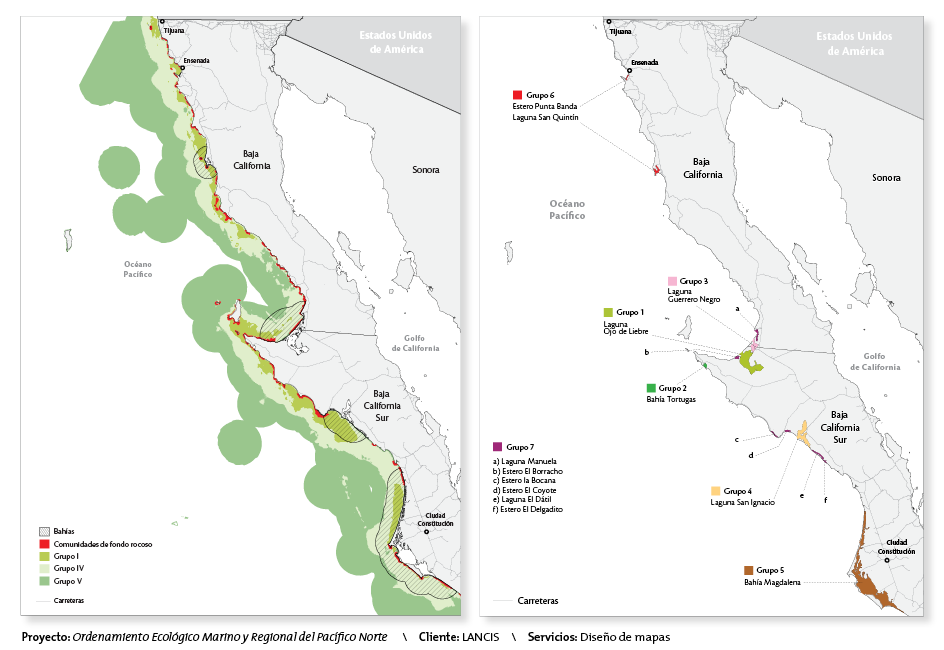 Tijuana
Ensenada
Estados Unidos
de América
Baja
California
Sonora
Océano
Pacífico
Golfo
de California
Baja
California
Sur
Ciudad
Constitución
Bahías
Comunidades de fondo rocoso
Grupo I
Grupo IV
Grupo V
Carreteras
Tijuana
Ensenada
Estados Unidos
de América
Grupo 6
Estero Punta Banda
Laguna San Quintín
Baja
California
Sonora
Océano
Pacífico
Grupo 3
Laguna
Guerrero Negro
a
Grupo 1
Laguna
Ojo de Liebre
b
Golfo
de California
Grupo 2
Bahía Tortugas
Baja
California
Sur
c
d
Grupo 7
a) Laguna Manuela
b) Estero El Borracho
c) Estero la Bocana
d) Estero El Coyote
e) Laguna El Dátil
f) Estero El Delgadito
Grupo 4
Laguna San Ignacio
e
f
Ciudad
Constitución
Grupo 5
Bahía Magdalena
Carreteras
Proyecto: Ordenamiento Ecológico Marino y Regional del Pacífico Norte \ Cliente: LANCIS \ Servicios: Diseño de mapas